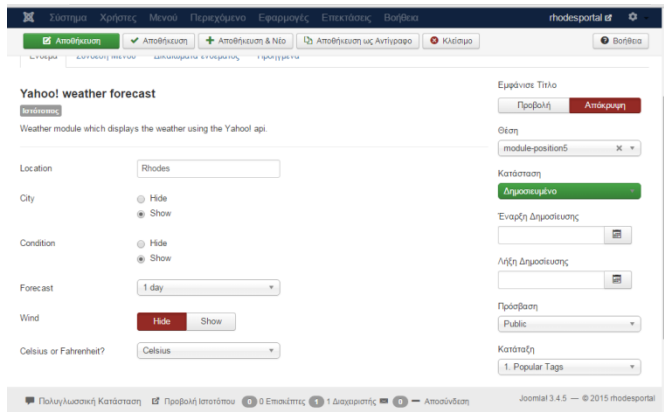 Σύστημα Χρήστες Μενού Περιεχόμενο Εφαρμογές Επεκτάσεις Βοήθεια rhodesportal
Αποθήκευση Αποθήκευση Αποθήκευση & Νέο Αποθήκευση ως Αντίγραφο Κλείσιμο Βοήθεια
Yahoo! weather forecast
Ιστότοπος
Weather module which displays the weather using the Yahoo! api.
Location Rhodes
City Hide
Show
Condition Hide
Show
Forecast 1 day
Wind Hide Show
Celsius or Fahrenheit? Celsius
Εμφάνισε Τίτλο
Προβολή Απόκρυψη
Θέση
module-position5
Κατάσταση
Δημοσιευμένο
Έναρξη Δημοσίευσης
Λήξη Δημοσίευσης
Πρόσβαση
Public
Κατάταξη
1. Popular Tags
Πολυγλωσσική Κατάσταση Προβολή Ιστοτόπου 0 0 Επισκέπτες 1 1 Διαχειριστής 0 Αποσύνδεση Joomla! 3.4.5 — © 2015 rhodesportal